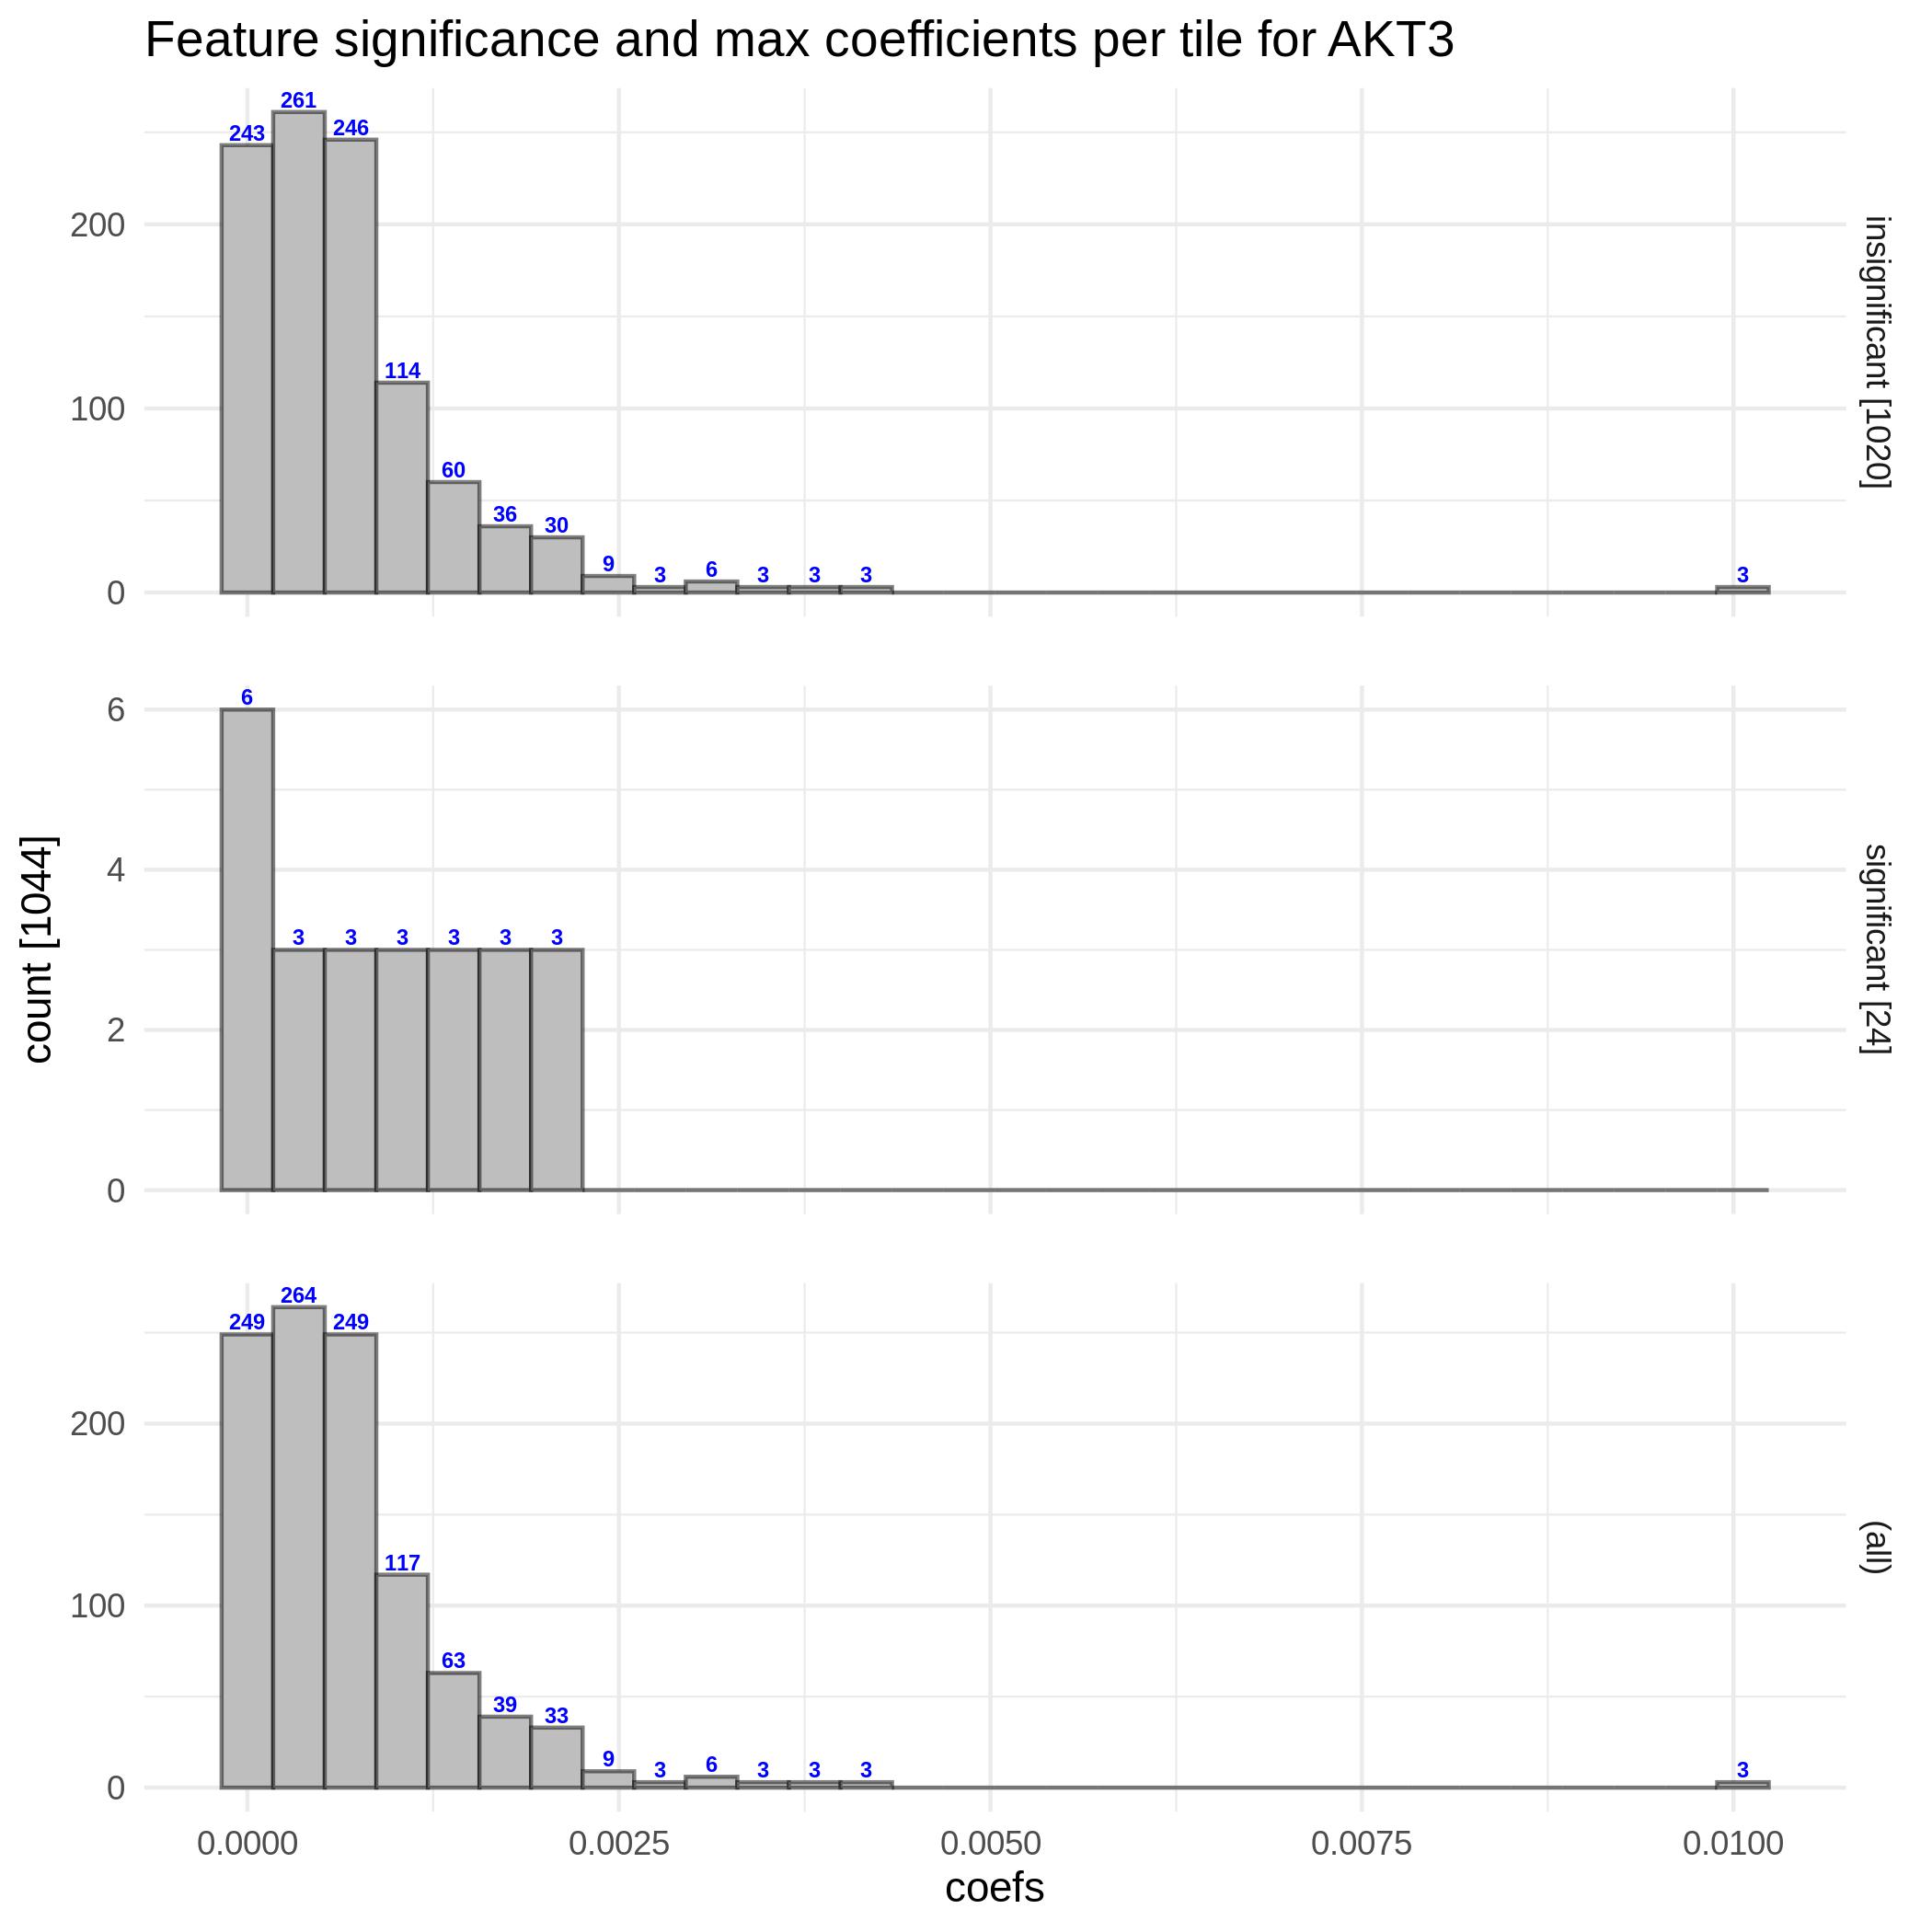 Feature significance and max coefficients per tile for AKT3
243 261 246 114 60 36 30 9 3 6 3 3 3 3
200
100
0
insignificant [1020]
6 3 3 3 3 3 3
6
4
2
0
significant [24]
count [1044]
249 264 249 117 63 39 33 9 3 6 3 3 3 3
200
100
0
(all)
0.0000 0.0025 0.0050 0.0075 0.0100
coefs